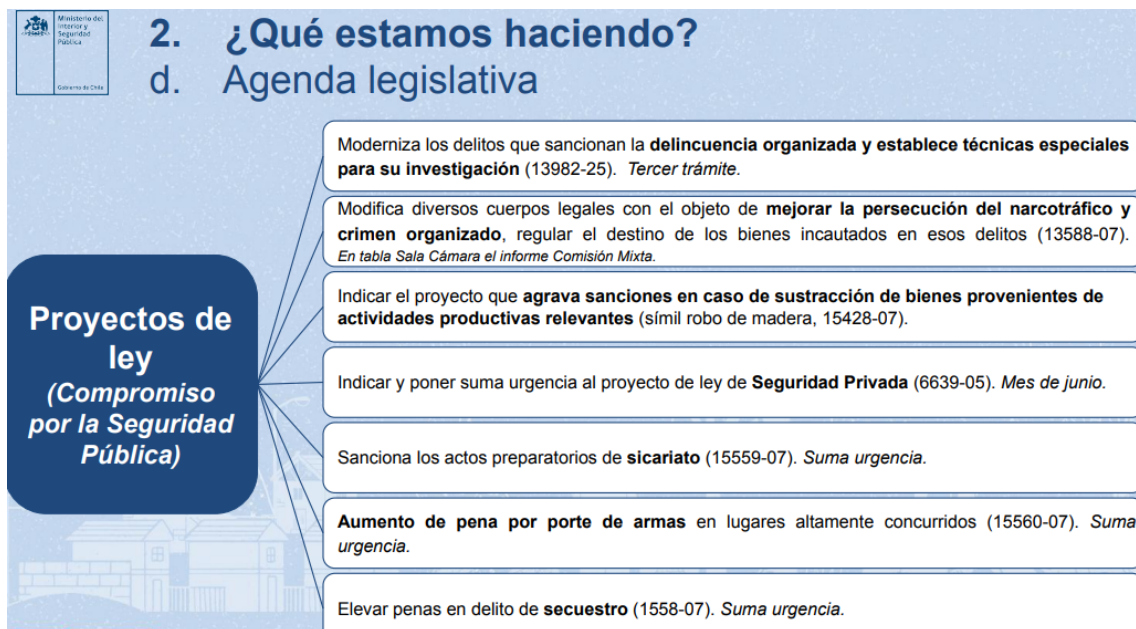 Ministerio del
Interior y
Seguridad
Pública
Gobierno de Chile
2. ¿Qué estamos haciendo?
d. Agenda legislativa
Proyectos de
ley
(Compromiso
por la Seguridad
Pública)
Moderniza los delitos que sancionan la delincuencia organizada y establece técnicas especiales
para su investigación (13982-25). Tercer trámite.
Modifica diversos cuerpos legales con el objeto de mejorar la persecución del narcotráfico y
crimen organizado, regular el destino de los bienes incautados en esos delitos (13588-07).
En tabla Sala Cámara el informe Comisión Mixta.
Indicar el proyecto que agrava sanciones en caso de sustracción de bienes provenientes de
actividades productivas relevantes (símil robo de madera, 15428-07).
Indicar y poner suma urgencia al proyecto de ley de Seguridad Privada (6639-05). Mes de junio.
Sanciona los actos preparatorios de sicariato (15559-07). Suma urgencia.
Aumento de pena por porte de armas en lugares altamente concurridos (15560-07). Suma
urgencia.
Elevar penas en delito de secuestro (1558-07). Suma urgencia.